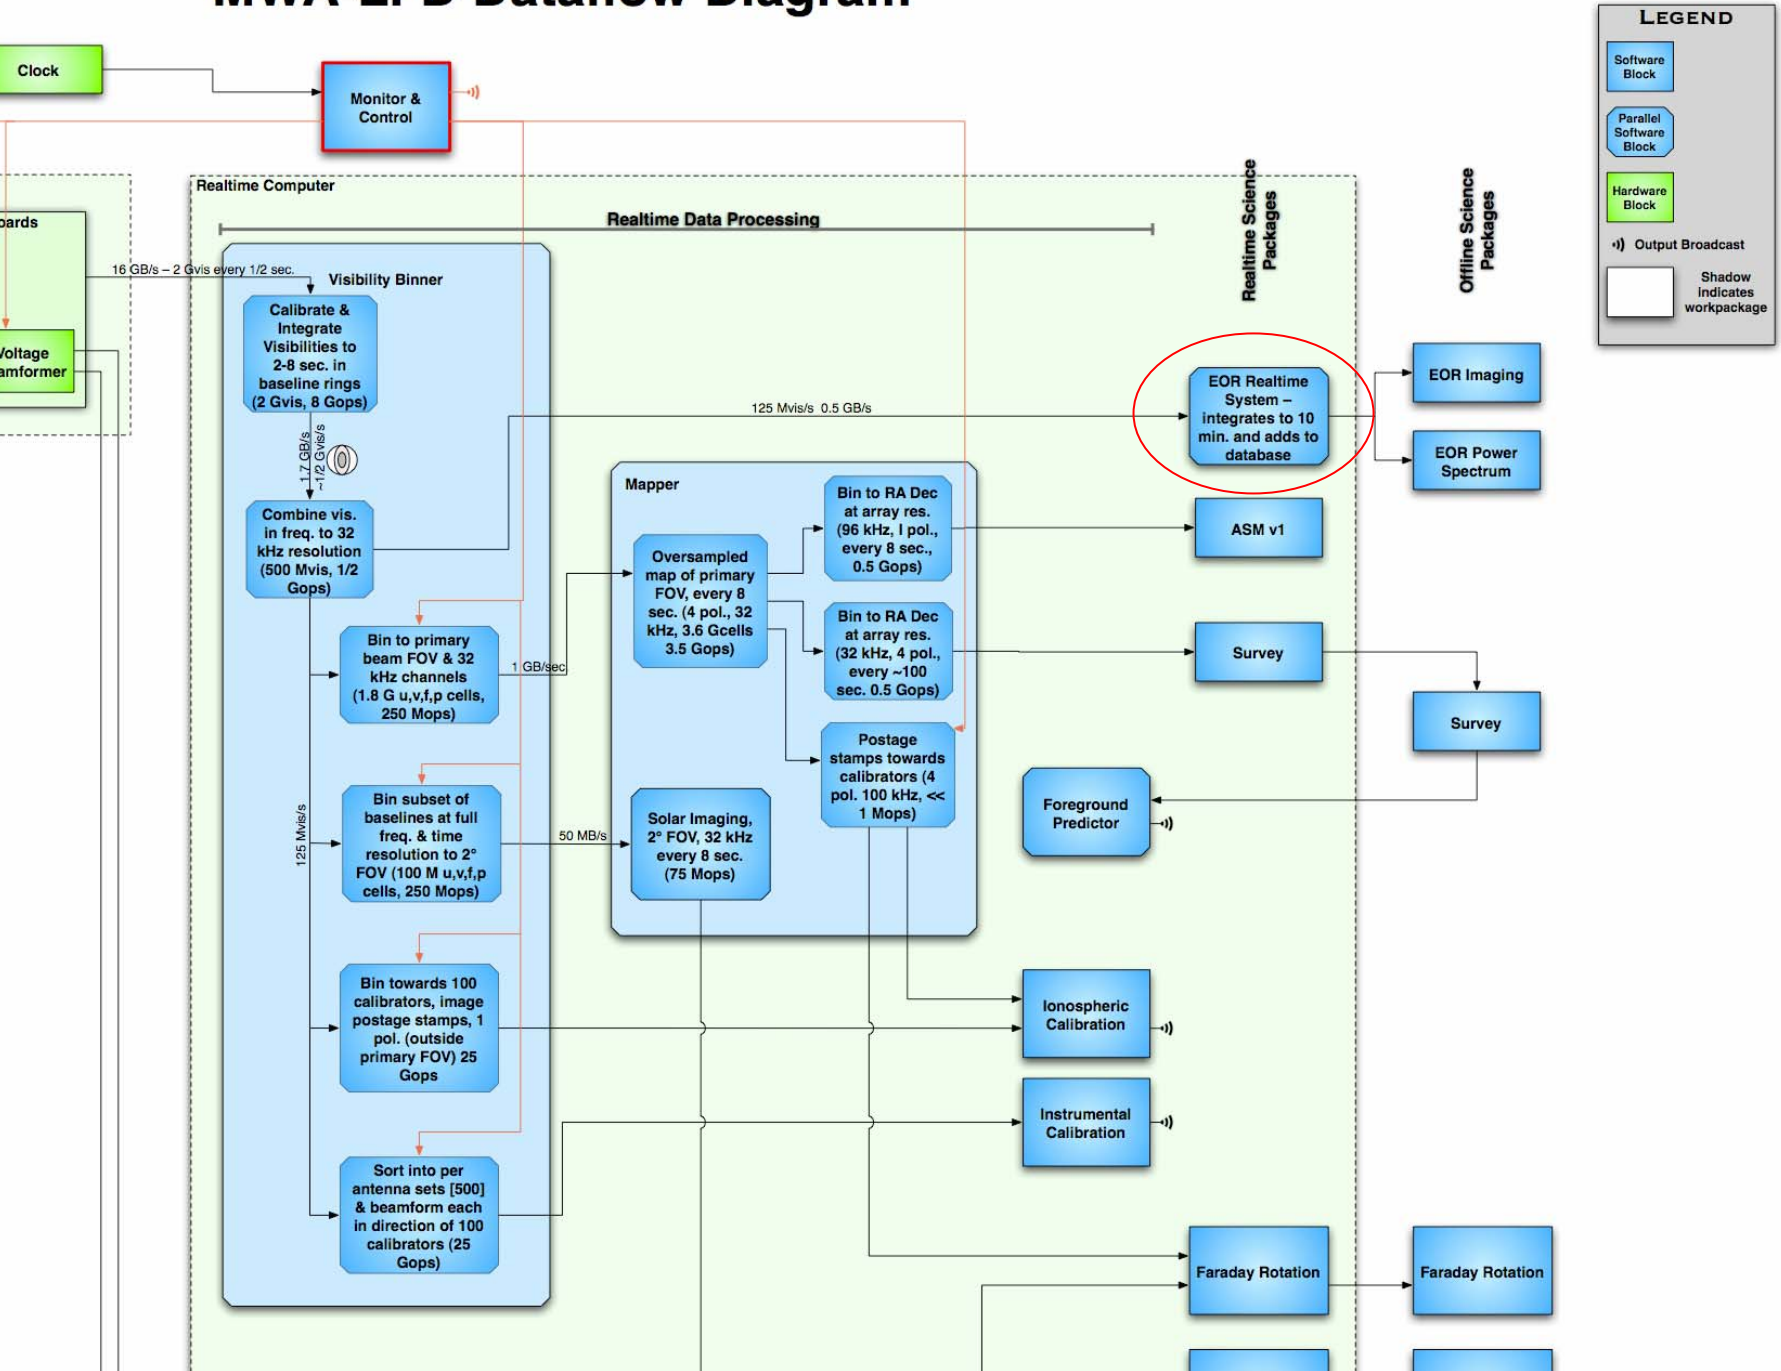 LEGEND
Software
Block
Parallel
Software
Block
Hardware
Block
Output Broadcast
Shadow
indicates
workpackage
Clock
Monitor &
Control
Realtime Computer
Realtime Data Processing
Realtime Science
Packages
Offline Science
Packages
16 GB/s – 2 Gvis every 1/2 sec.
Visibility Binner
Calibrate &
Integrate
Visibilities to
2-8 sec. in
baseline rings
(2 Gvis, 8 Gops)
1.7 GB/s
~1/2 Gvis/s
Combine vis.
in freq. to 32
kHz resolution
(500 Mvis, 1/2
Gops)
125 Mvis/s 0.5 GB/s
EOR Realtime
System –
integrates to 10
min. and adds to
database
EOR Imaging
EOR Power
Spectrum
Mapper
Oversampled
map of primary
FOV, every 8
sec. (4 pol., 32
kHz, 3.6 Gcells
3.5 Gops)
Bin to RA Dec
at array res.
(96 kHz, I pol.,
every 8 sec.,
0.5 Gops)
ASM v1
Bin to RA Dec
at array res.
(32 kHz, 4 pol.,
every ~100
sec. 0.5 Gops)
Survey
Survey
Bin to primary
beam FOV & 32
kHz channels
(1.8 G u,v,f,p cells,
250 Mops)
1 GB/sec
Postage
stamps towards
calibrators (4
pol. 100 kHz, <<
1 Mops)
Foreground
Predictor
125 Mvis/s
Bin subset of
baselines at full
freq. & time
resolution to 2°
FOV (100 M u,v,f,p
cells, 250 Mops)
50 MB/s
Solar Imaging,
2° FOV, 32 kHz
every 8 sec.
(75 Mops)
Bin towards 100
calibrators, image
postage stamps, 1
pol. (outside
primary FOV) 25
Gops
Ionospheric
Calibration
Instrumental
Calibration
Sort into per
antenna sets [500]
& beamform each
in direction of 100
calibrators (25
Gops)
Faraday Rotation
Faraday Rotation